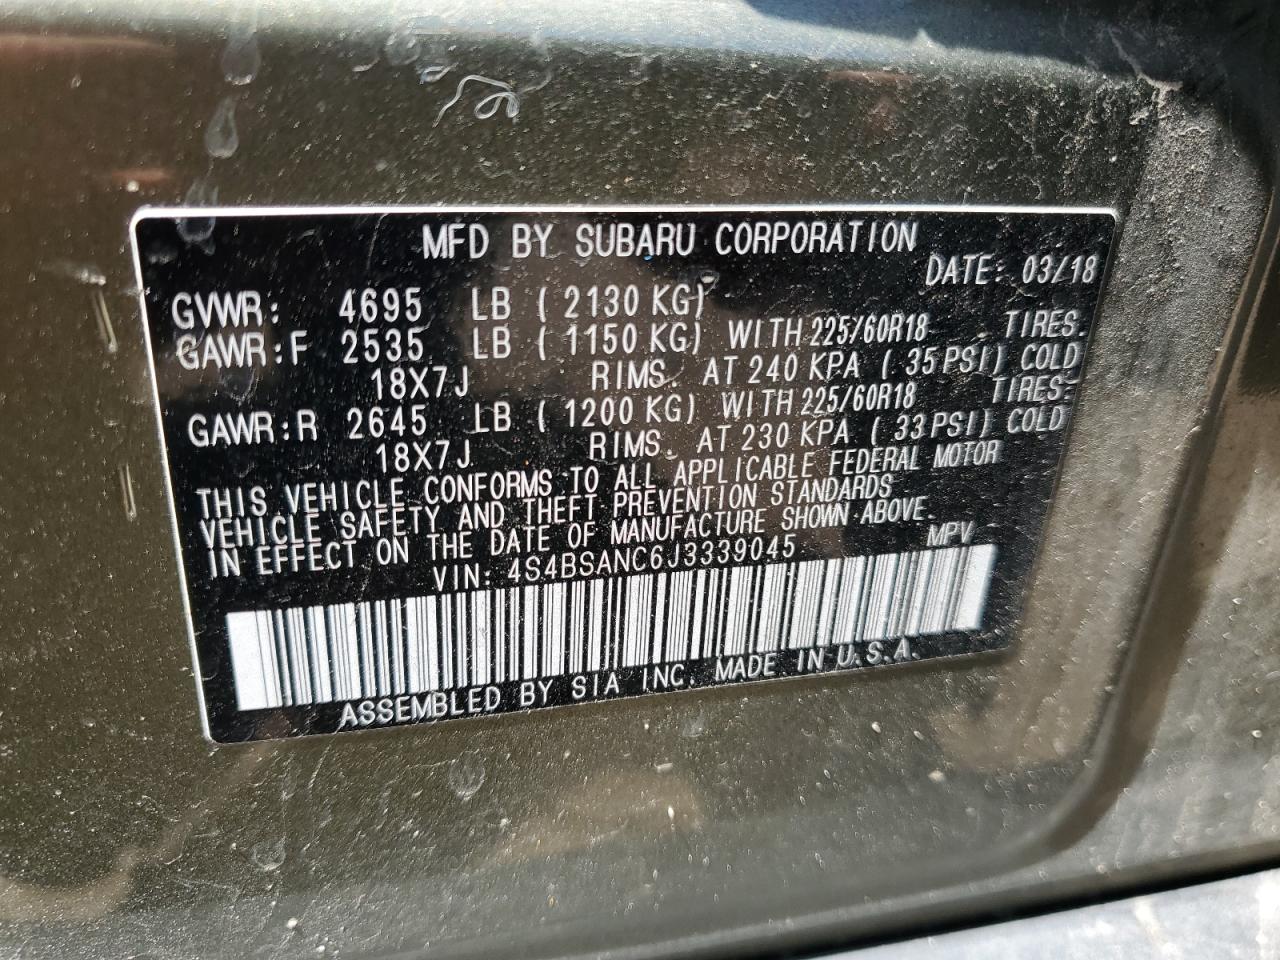 MFD BY SUBARU CORPORATION
DATE: 03/18
GVWR: 4695 LB ( 2130 KG)
GAWR:F 2535 LB ( 1150 KG) WITH 225/60R18 TIRES.
18X7J RIMS. AT 240 KPA ( 35 PSI) COLD
GAWR:R 2645 LB ( 1200 KG) WITH 225/60R18 TIRES.
18X7J RIMS. AT 230 KPA ( 33 PSI) COLD
THIS VEHICLE CONFORMS TO ALL APPLICABLE FEDERAL MOTOR
VEHICLE SAFETY AND THEFT PREVENTION STANDARDS
IN EFFECT ON THE DATE OF MANUFACTURE SHOWN ABOVE.
VIN: 4S4BSANC6J3339045 MPV
ASSEMBLED BY SIA INC. MADE IN U.S.A.